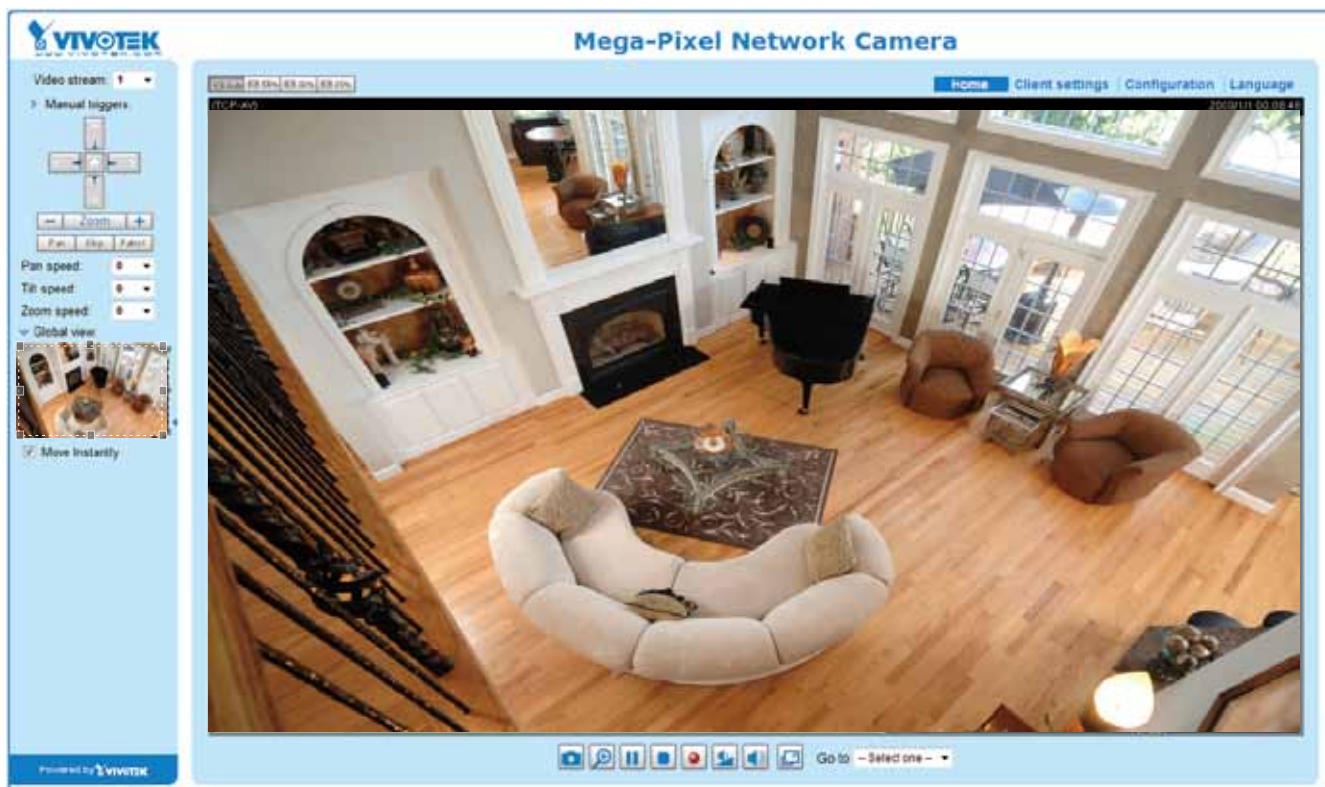 VIVOTEK
Mega-Pixel Network Camera
Video stream: 1
Manual triggers
Home Client settings Configuration Language
(TCP-AV)
Zoom
Pan Stop Patrol
Pan speed: 0
Tilt speed: 0
Zoom speed: 0
Global view
Move Instantly
Powered by VIVOTEK
Go to -- Select one --